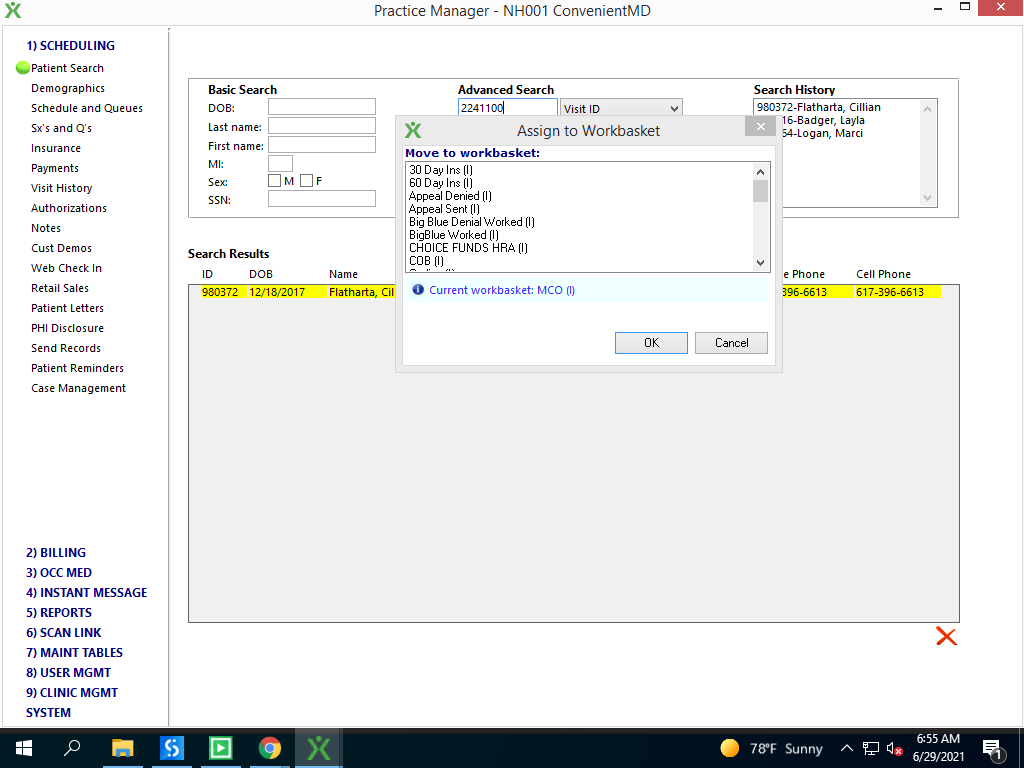 Practice Manager - NH001 ConvenientMD
1) SCHEDULING
Patient Search
Demographics
Schedule and Queues
Sx's and Q's
Insurance
Payments
Visit History
Authorizations
Notes
Cust Demos
Web Check In
Retail Sales
Patient Letters
PHI Disclosure
Send Records
Patient Reminders
Case Management
2) BILLING
3) OCC MED
4) INSTANT MESSAGE
5) REPORTS
6) SCAN LINK
7) MAINT TABLES
8) USER MGMT
9) CLINIC MGMT
SYSTEM
Basic Search
DOB:
Last name:
First name:
MI:
Sex: M F
SSN:
Advanced Search
2241100 Visit ID
Search History
980372-Flatharta, Cillian
16-Badger, Layla
64-Logan, Marci
Assign to Workbasket
Move to workbasket:
30 Day Ins (I)
60 Day Ins (I)
Appeal Denied (I)
Appeal Sent (I)
Big Blue Denial Worked (I)
BigBlue Worked (I)
CHOICE FUNDS HRA (I)
COB (I)
Current workbasket: MCO (I)
OK Cancel
Search Results
ID DOB Name e Phone Cell Phone
980372 12/18/2017 Flatharta, Cil 396-6613 617-396-6613
78°F Sunny
6:55 AM
6/29/2021
1